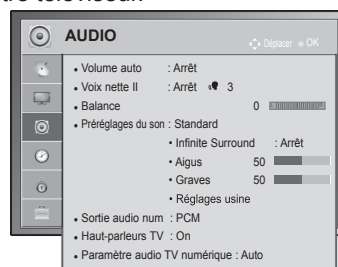 AUDIO
Déplacer OK
• Volume auto : Arrêt
• Voix nette II : Arrêt 3
• Balance 0
• Préréglages du son : Standard
• Infinite Surround : Arrêt
• Aigus 50
• Graves 50
• Réglages usine
• Sortie audio num : PCM
• Haut-parleurs TV : On
• Paramètre audio TV numérique : Auto